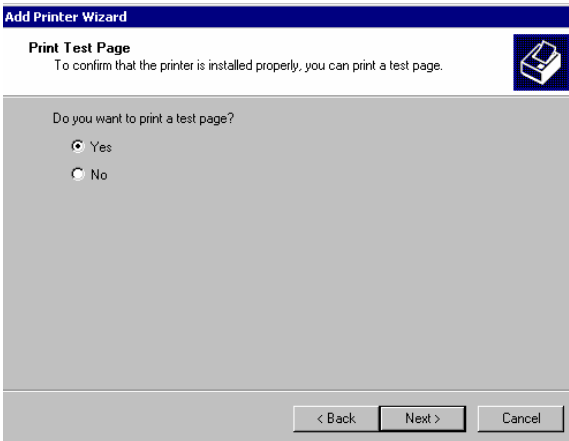 Add Printer Wizard
Print Test Page
To confirm that the printer is installed properly, you can print a test page.
Do you want to print a test page?
Yes
No
< Back Next > Cancel